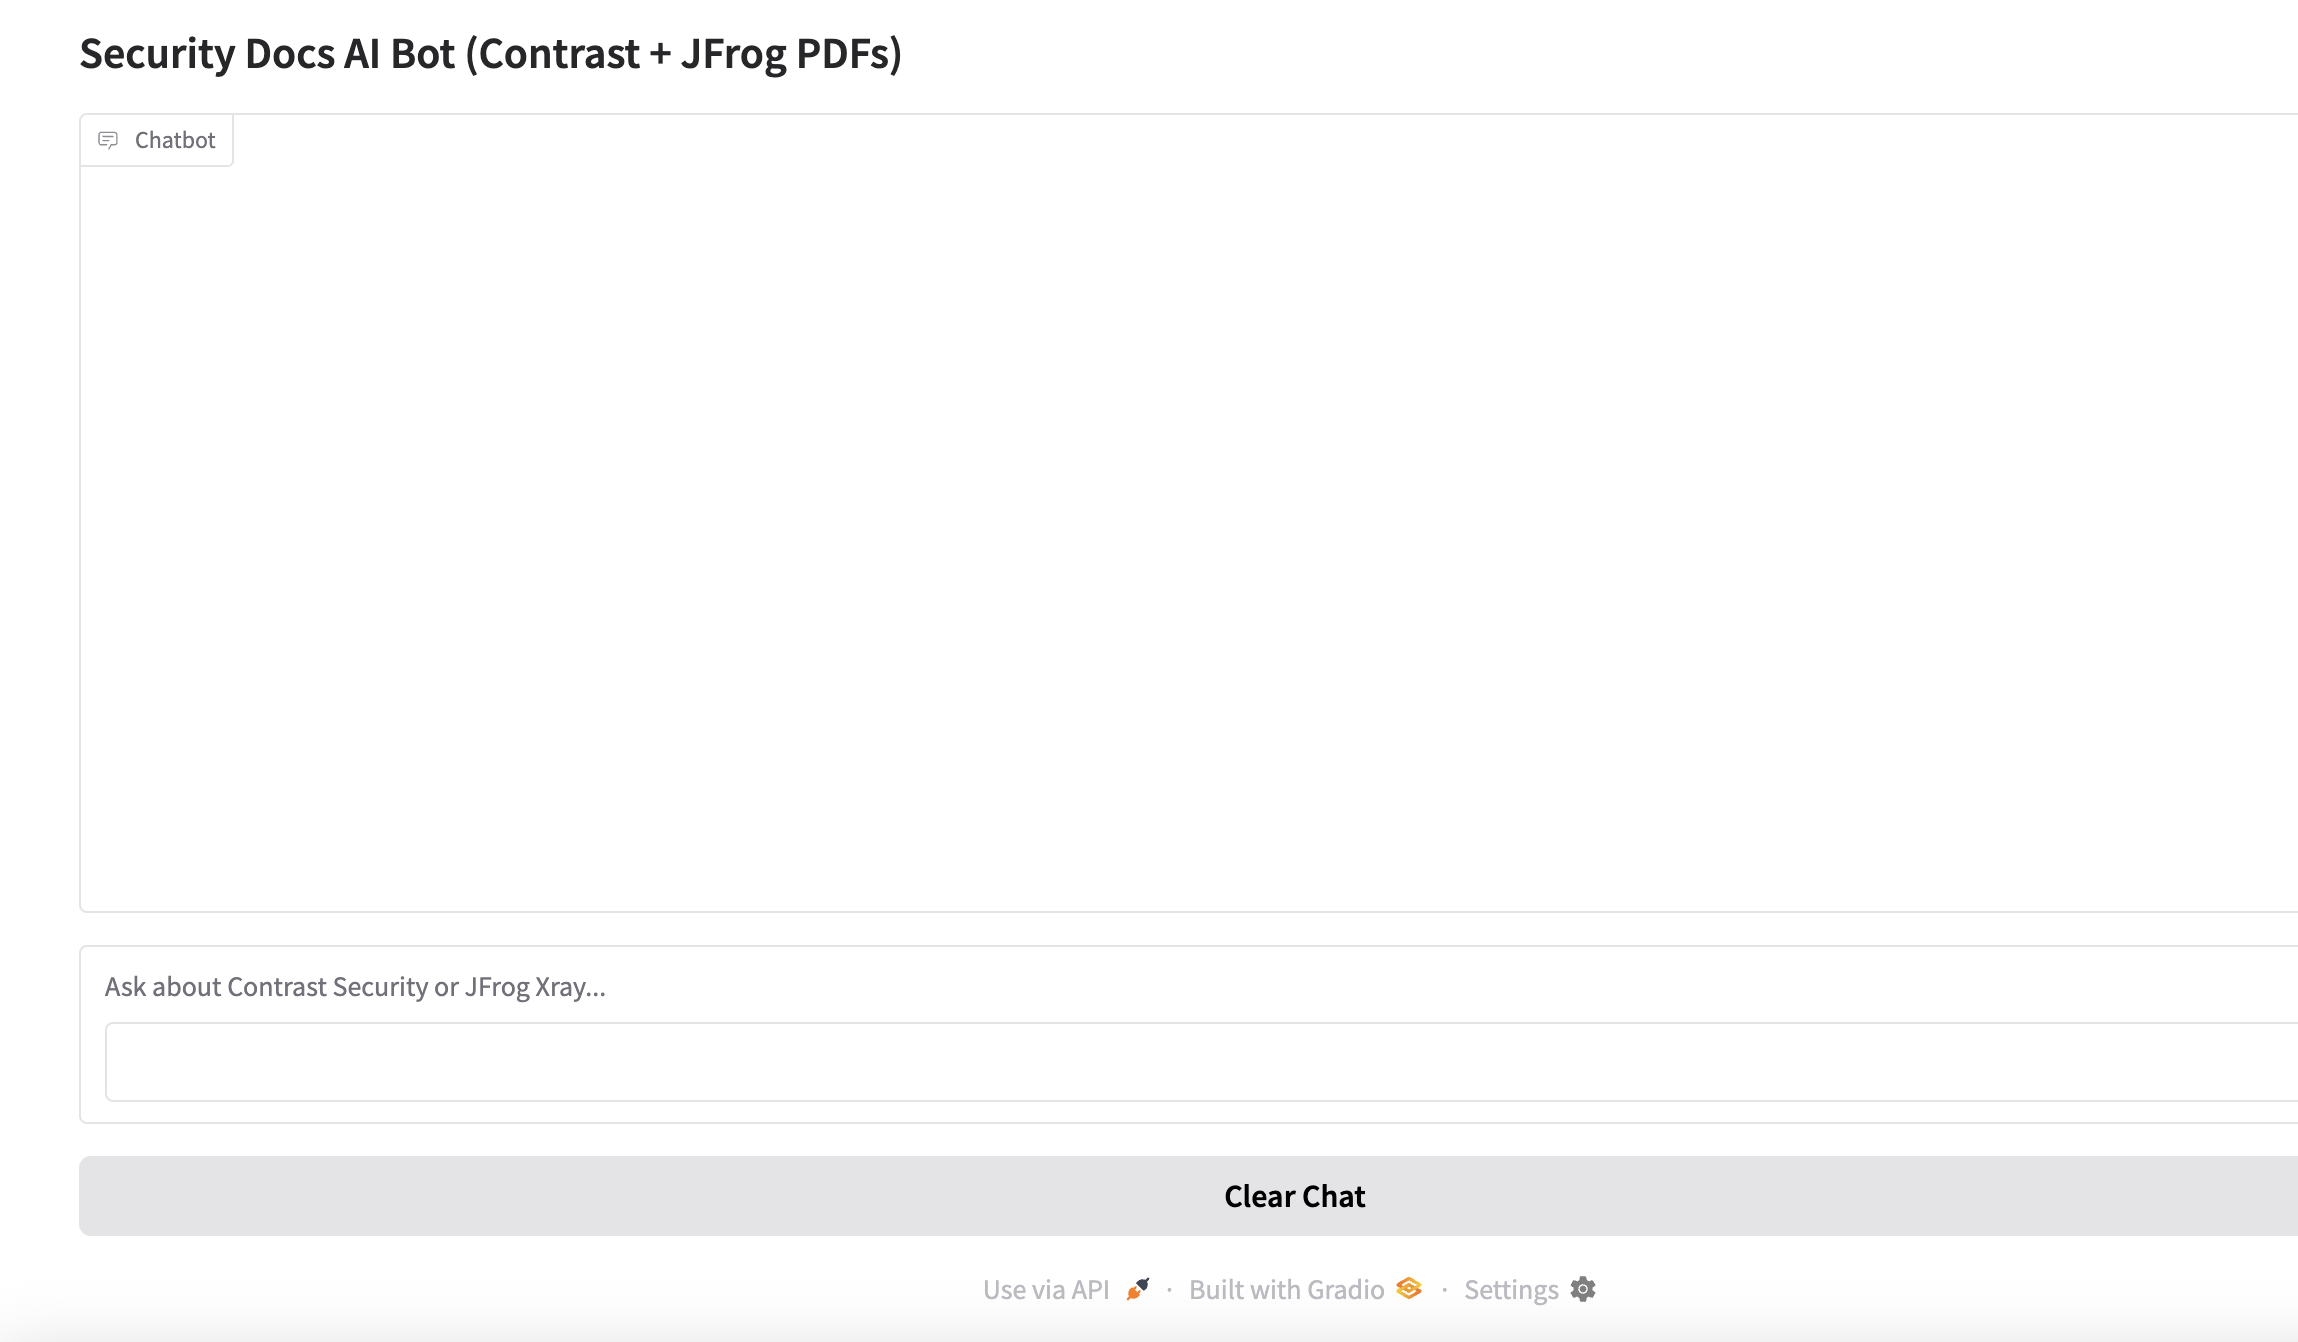 Security Docs AI Bot (Contrast + JFrog PDFs)
Chatbot
Ask about Contrast Security or JFrog Xray...
Clear Chat
Use via API · Built with Gradio · Settings